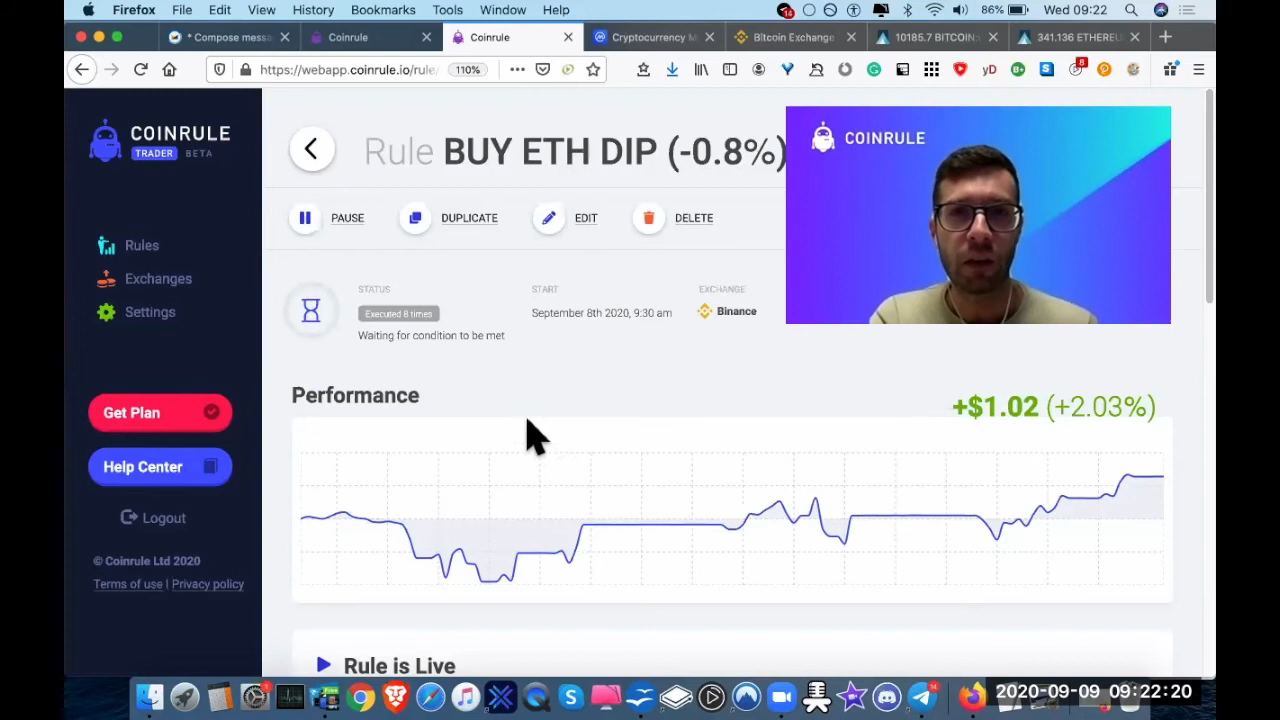 Firefox File Edit View History Bookmarks Tools Window Help 14 86% Wed 09:22
* Compose messa Coinrule Coinrule Cryptocurrency M Bitcoin Exchange 10185.7 BITCOIN: 341.136 ETHEREU
https://webapp.coinrule.io/rule/ 110% yD B+ S 8
COINRULE
TRADER BETA
Rule BUY ETH DIP (-0.8%)
COINRULE
PAUSE DUPLICATE EDIT DELETE
Rules
Exchanges
Settings
STATUS START EXCHANGE
Executed 8 times September 8th 2020, 9:30 am Binance
Waiting for condition to be met
Get Plan
Help Center
Logout
© Coinrule Ltd 2020
Terms of use | Privacy policy
Performance
+$1.02 (+2.03%)
Rule is Live
14
2020-09-09 09:22:20